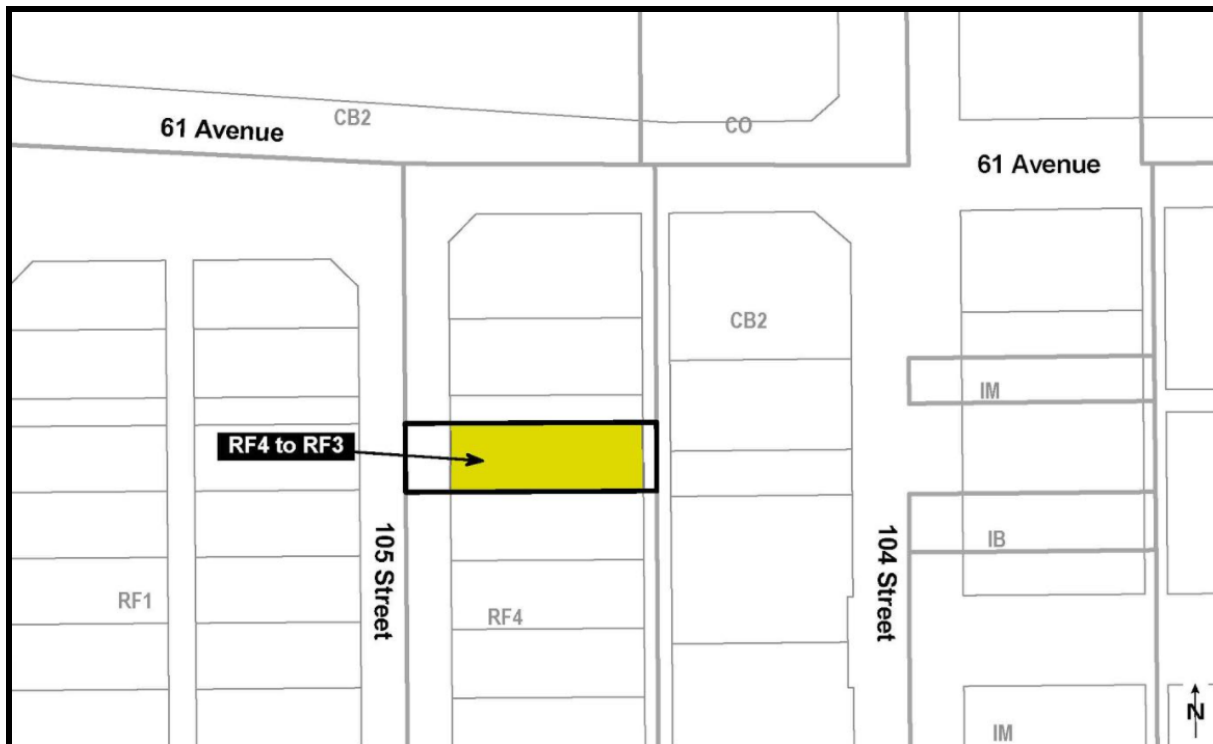 CB2
61 Avenue
CO
61 Avenue
CB2
IM
RF4 to RF3
105 Street
104 Street
IB
RF1
RF4
N
IM